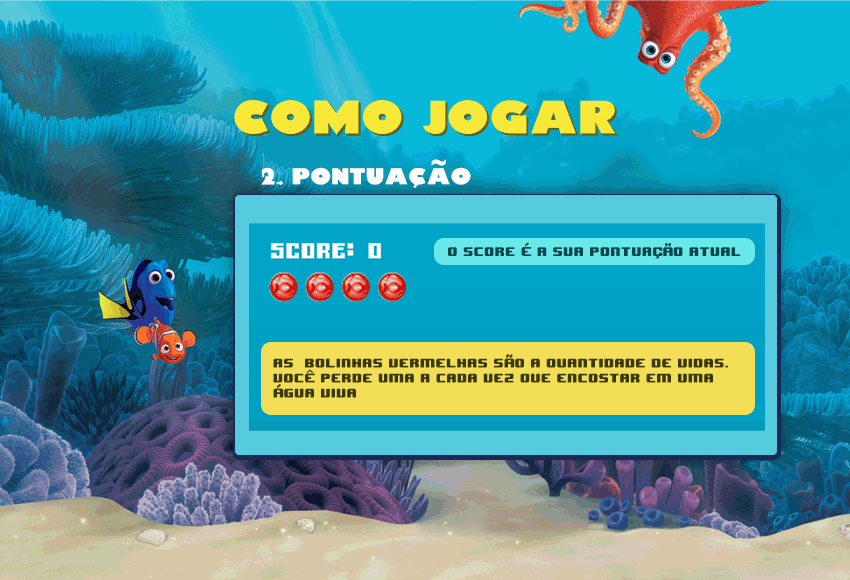 COMO JOGAR
2. PONTUAÇÃO
SCORE: 0
O SCORE É A SUA PONTUAÇÃO ATUAL
AS BOLINHAS VERMELHAS SÃO A QUANTIDADE DE VIDAS.
VOCÊ PERDE UMA A CADA VEZ QUE ENCOSTAR EM UMA
ÁGUA VIVA